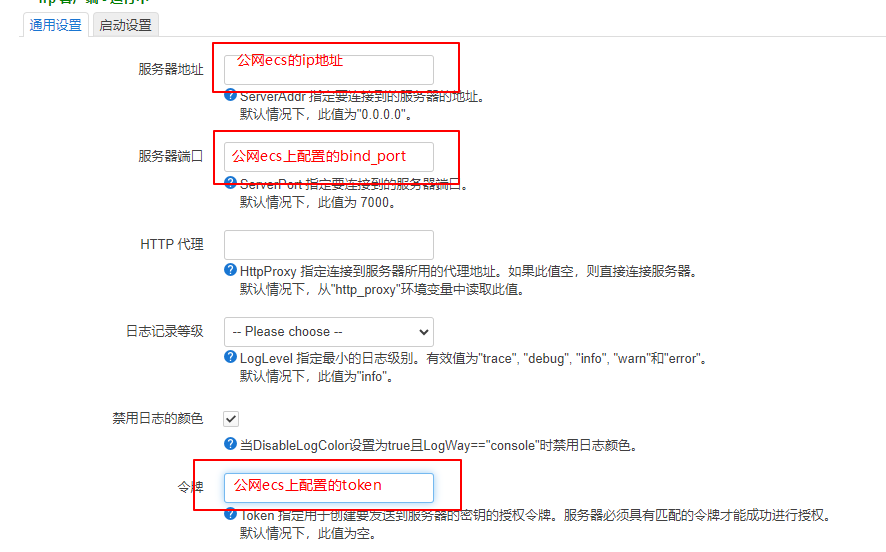 通用设置 启动设置
服务器地址 公网ecs的ip地址
ServerAddr 指定要连接到的服务器的地址。
默认情况下，此值为"0.0.0.0"。
服务器端口 公网ecs上配置的bind_port
ServerPort 指定要连接到的服务器端口。
默认情况下，此值为 7000。
HTTP 代理
HttpProxy 指定连接到服务器所用的代理地址。如果此值空，则直接连接服务器。
默认情况下，从"http_proxy"环境变量中读取此值。
日志记录等级 -- Please choose --
LogLevel 指定最小的日志级别。有效值为"trace", "debug", "info", "warn"和"error"。
默认情况下，此值为"info"。
禁用日志的颜色
当DisableLogColor设置为true且LogWay=="console"时禁用日志颜色。
令牌 公网ecs上配置的token
Token 指定用于创建要发送到服务器的密钥的授权令牌。服务器必须具有匹配的令牌才能成功进行授权。
默认情况下，此值为空。